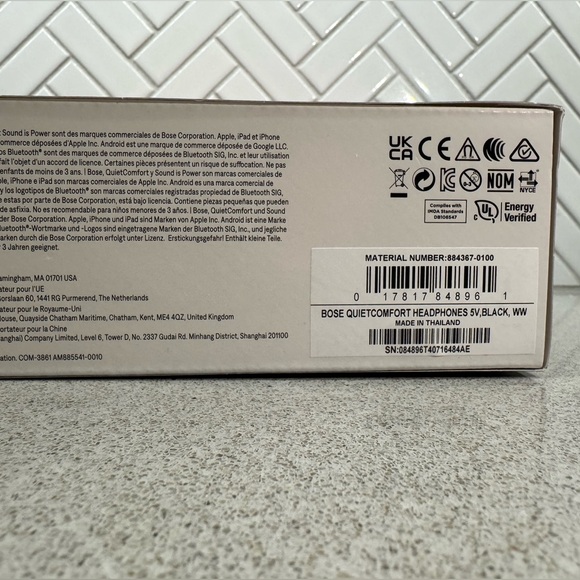 t Sound is Power sont des marques commerciales de Bose Corporation. Apple, iPad et iPhone
ommerce déposées d'Apple Inc. Android est une marque de commerce déposée de Google LLC.
os Bluetooth® sont des marques de commerce déposées de Bluetooth SIG, Inc. et leur utilisation
fait l'objet d'un accord de licence. Certaines pièces présentent un risque de suffocation. Ne pas
enfants de moins de 3 ans. | Bose, QuietComfort y Sound is Power son marcas comerciales de
ple, iPhone e iPad son marcas comerciales de Apple Inc. Android es una marca comercial de
y los logotipos de Bluetooth® son marcas registradas propiedad de Bluetooth SIG,
e estas por parte de Bose Corporation, está bajo licencia. Contiene piezas pequeñas que pueden
de asfixia. No es recomendable para niños menores de 3 años. | Bose, QuietComfort und Sound
der Bose Corporation. Apple, iPhone und iPad sind Marken von Apple Inc. Android ist eine Marke
luetooth®-Wortmarke und -Logos sind eingetragene Marken der Bluetooth SIG, Inc., und jegliche
arken durch die Bose Corporation erfolgt unter Lizenz. Erstickungsgefahr! Enthält kleine Teile.
r 3 Jahren geeignet.
amingham, MA 01701 USA
ateur pour l'UE
orslaan 60, 1441 RG Purmerend, The Netherlands
ateur pour le Royaume-Uni
House, Quayside Chatham Maritime, Chatham, Kent, ME4 4QZ, United Kingdom
portateur pour la Chine
anghai) Company Limited, Level 6, Tower D, No. 2337 Gudai Rd. Minhang District, Shanghai 201100
ration. COM-3861 AM885541-0010
UK
CA CE
NOM NYCE
Complies with
IMDA Standards
DB106647
UL Energy
Verified
MATERIAL NUMBER:884367-0100
0 17817 84896 1
BOSE QUIETCOMFORT HEADPHONES 5V,BLACK, WW
MADE IN THAILAND
SN:084896T40716484AE